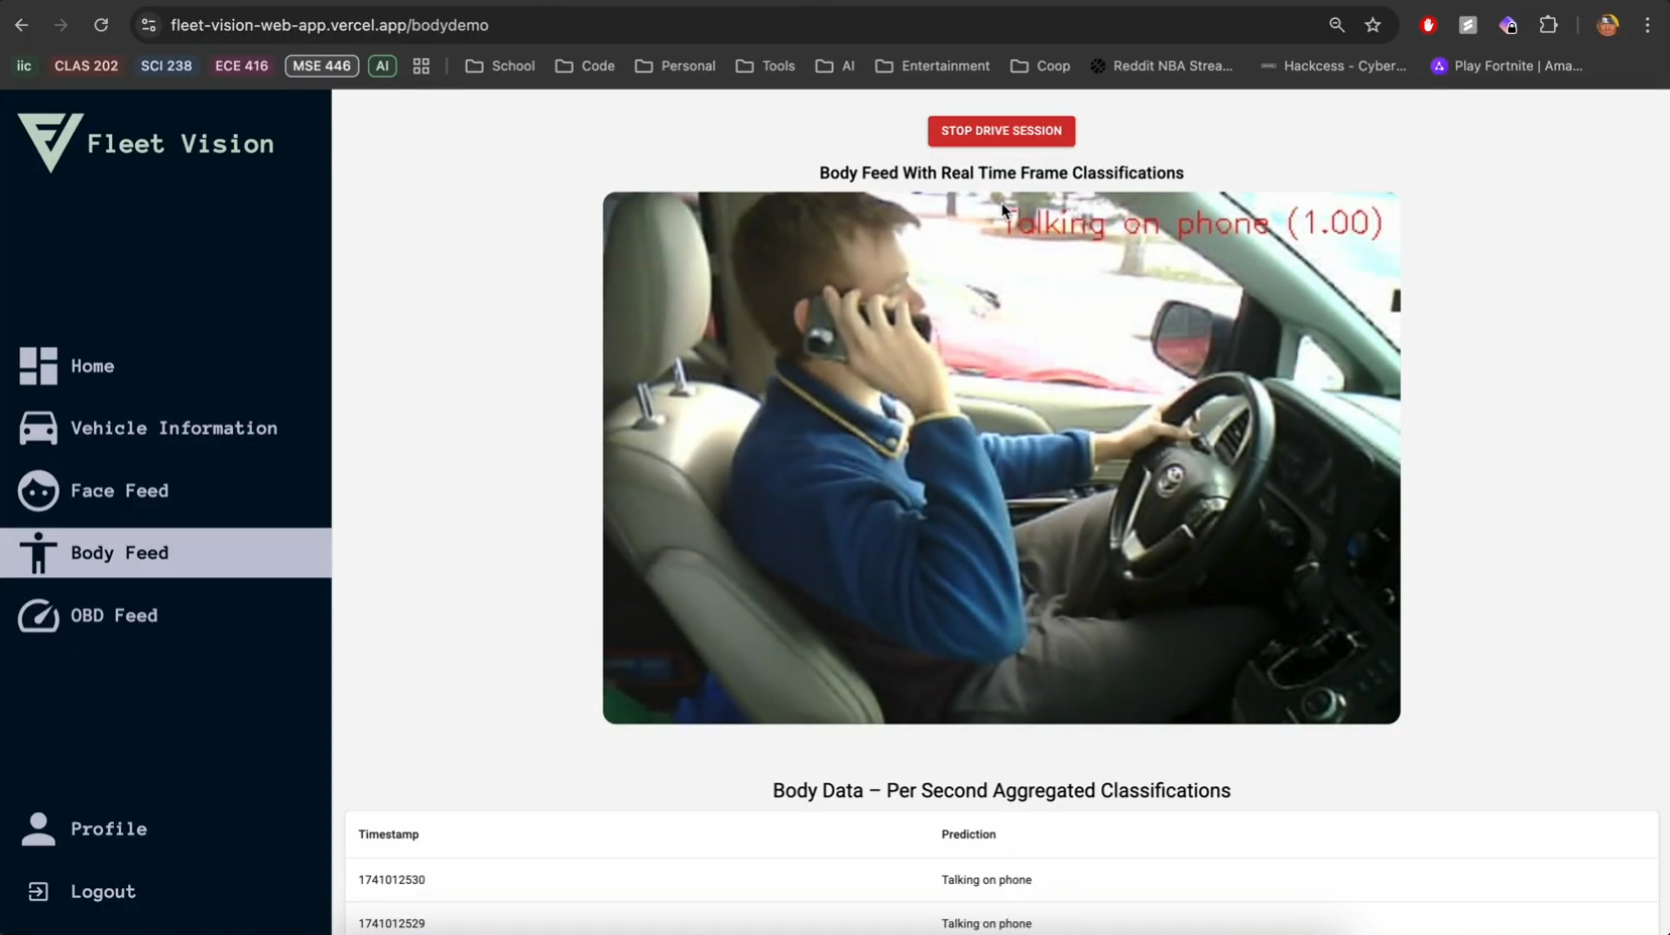 fleet-vision-web-app.vercel.app/bodydemo
iic CLAS 202 SCI 238 ECE 416 MSE 446 AI School Code Personal Tools AI Entertainment Coop Reddit NBA Strea... Hackcess - Cyber... Play Fortnite | Ama...
Fleet Vision
Home
Vehicle Information
Face Feed
Body Feed
OBD Feed
Profile
Logout
STOP DRIVE SESSION
Body Feed With Real Time Frame Classifications
Talking on phone (1.00)
Body Data – Per Second Aggregated Classifications
Timestamp Prediction
1741012530 Talking on phone
1741012529 Talking on phone